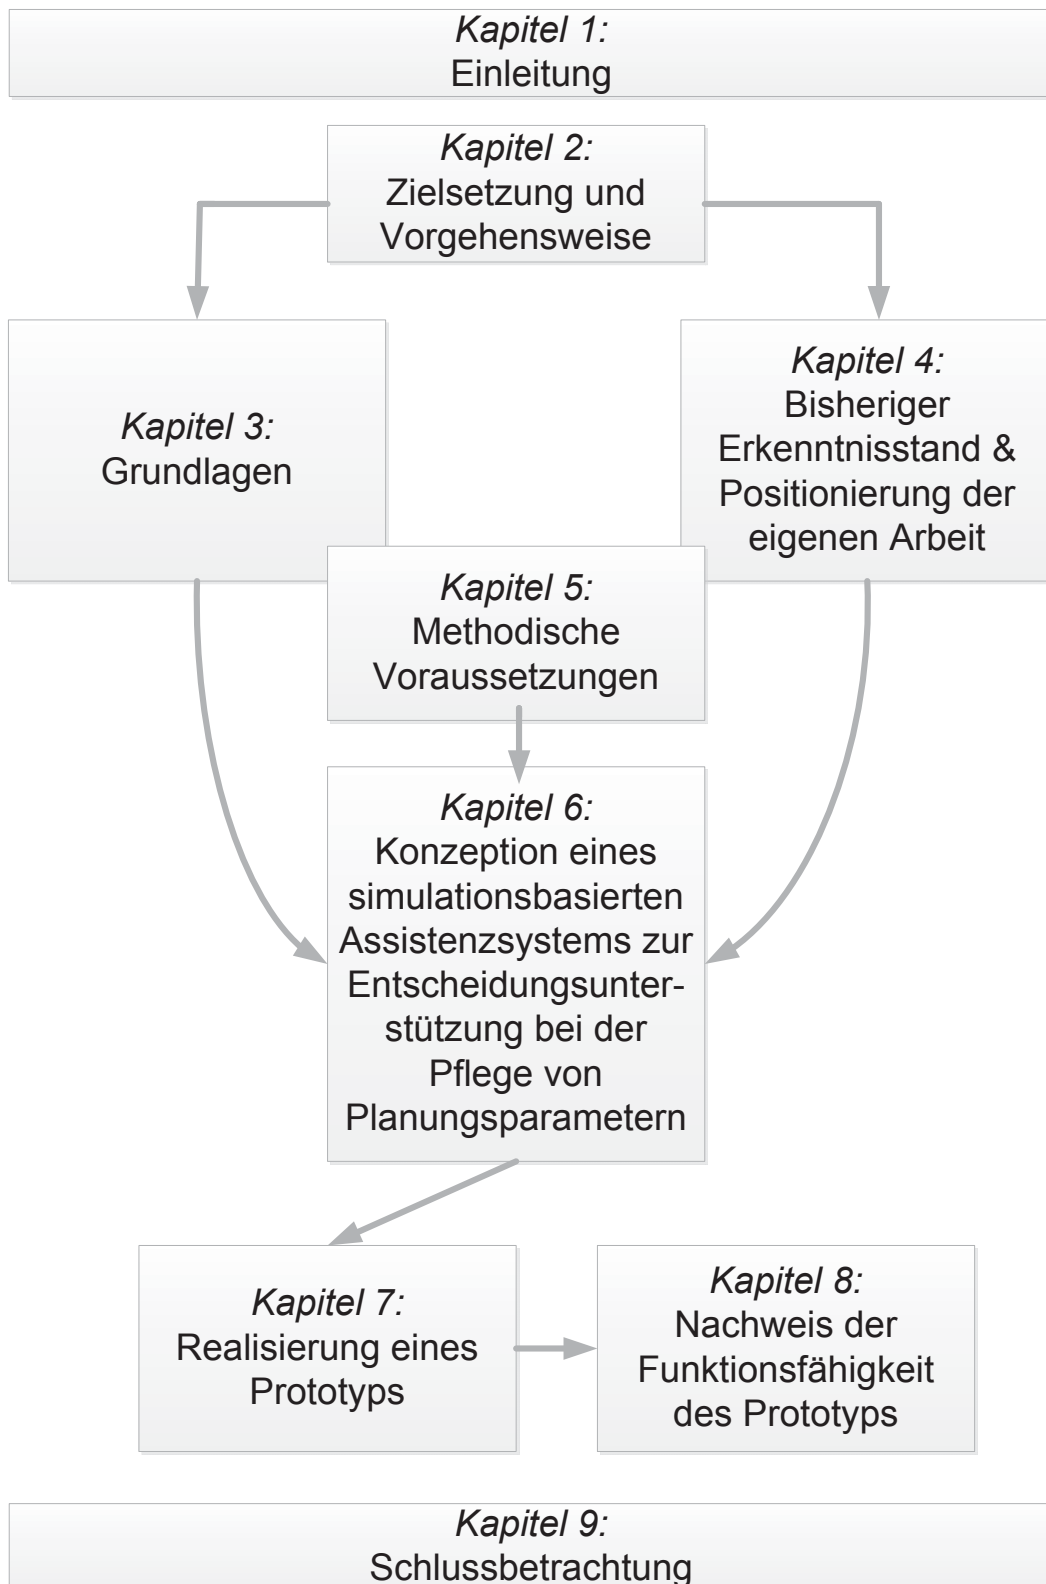 Kapitel 1:
Einleitung
Kapitel 2:
Zielsetzung und
Vorgehensweise
Kapitel 3:
Grundlagen
Kapitel 4:
Bisheriger
Erkenntnisstand &
Positionierung der
eigenen Arbeit
Kapitel 5:
Methodische
Voraussetzungen
Kapitel 6:
Konzeption eines
simulationsbasierten
Assistenzsystems zur
Entscheidungsunter-
stützung bei der
Pflege von
Planungsparametern
Kapitel 7:
Realisierung eines
Prototyps
Kapitel 8:
Nachweis der
Funktionsfähigkeit
des Prototyps
Kapitel 9:
Schlussbetrachtung